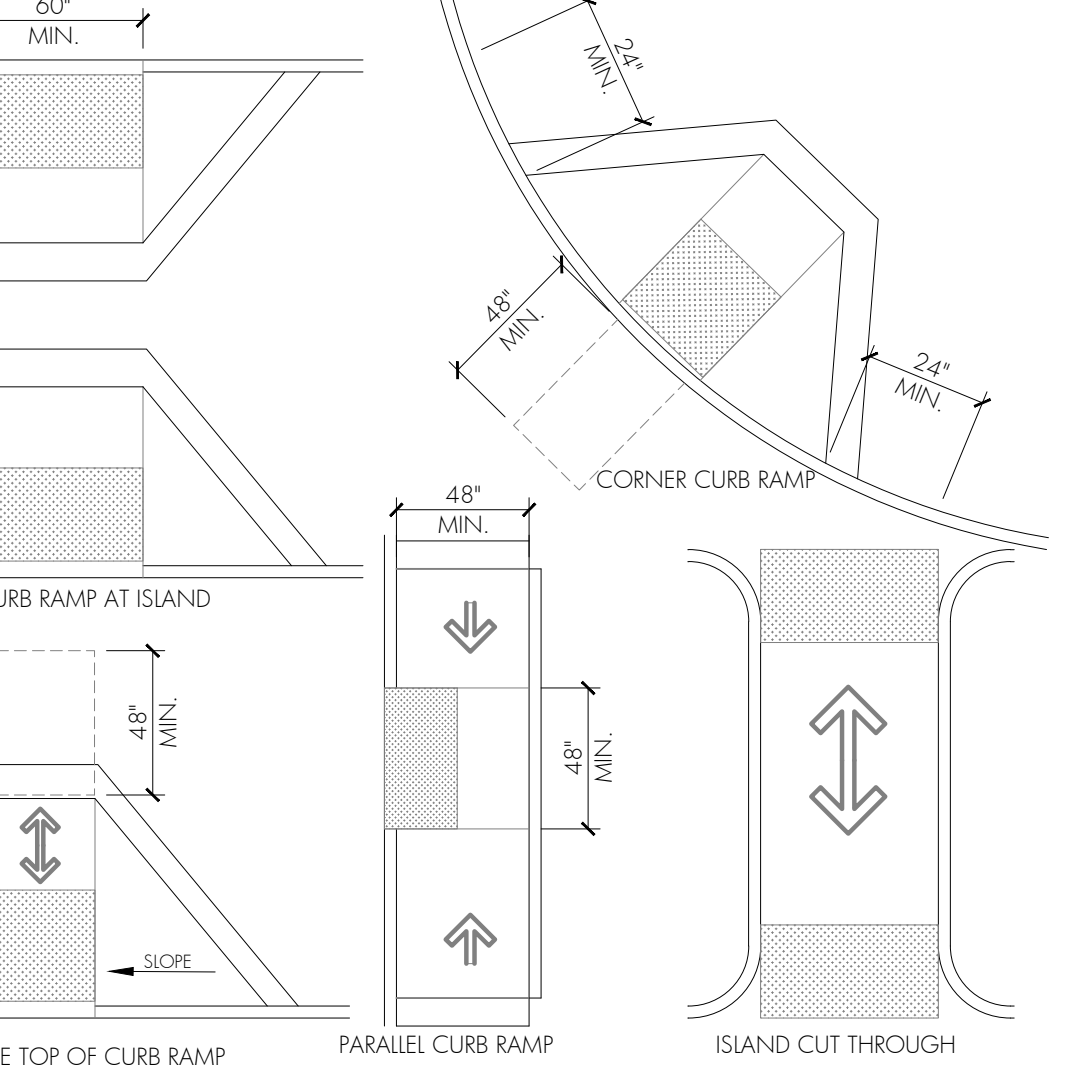 60"
MIN.
24"
MIN.
48"
MIN.
24"
MIN.
CORNER CURB RAMP
48"
MIN.
RAMP AT ISLAND
48"
MIN.
48"
MIN.
SLOPE
TOP OF CURB RAMP
PARALLEL CURB RAMP
ISLAND CUT THROUGH